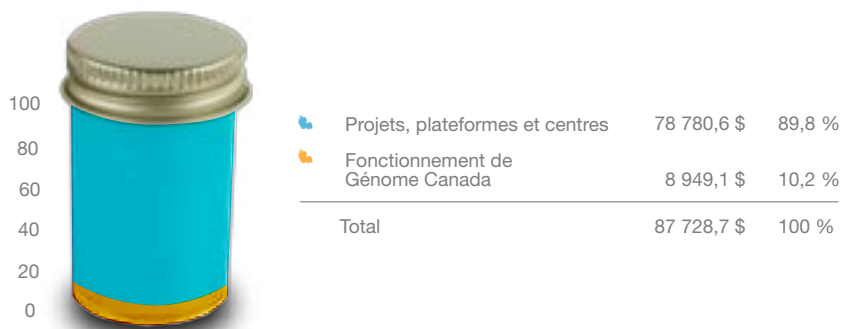 100
80
60
40
20
0
Projets, plateformes et centres 78 780,6 $ 89,8 %
Fonctionnement de
Génome Canada 8 949,1 $ 10,2 %
Total 87 728,7 $ 100 %